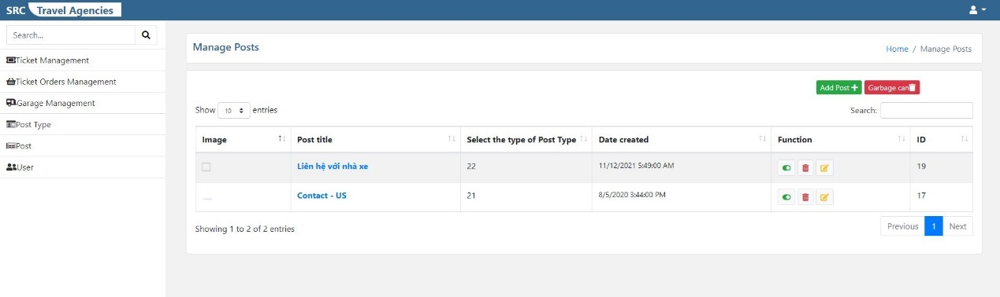 SRC Travel Agencies
Search...
Ticket Management
Ticket Orders Management
Garage Management
Post Type
Post
User
Manage Posts
Home / Manage Posts
Add Post Garbage can
Show 10 entries Search:
Image Post title Select the type of Post Type Date created Function ID
Liên hệ với nhà xe 22 11/12/2021 5:49:00 AM 19
Contact - US 21 8/5/2020 3:44:00 PM 17
Showing 1 to 2 of 2 entries
Previous 1 Next